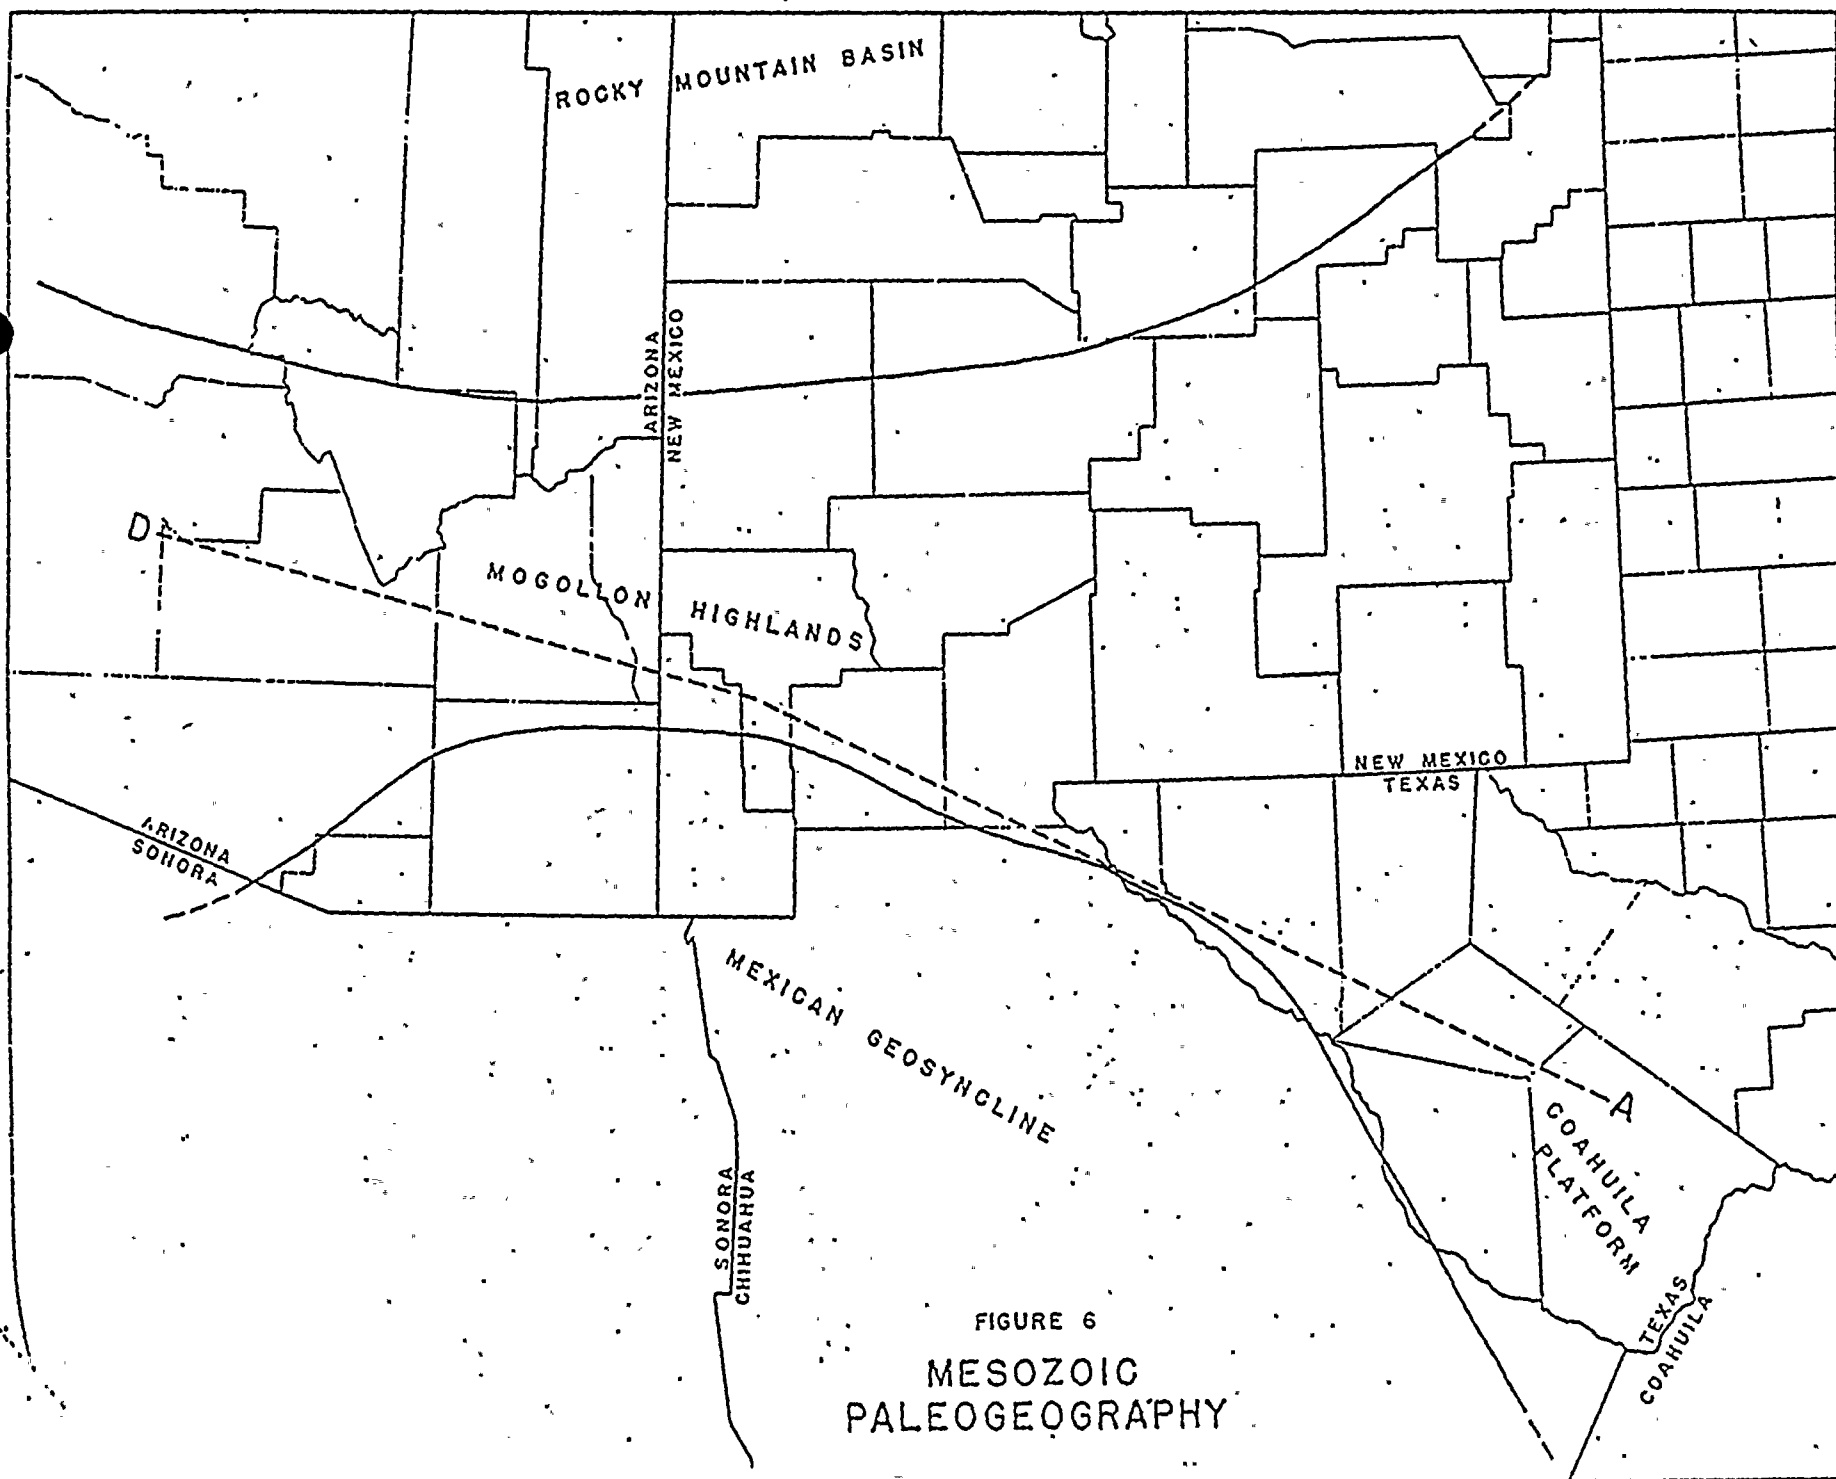 ROCKY MOUNTAIN BASIN
ARIZONA
NEW MEXICO
D
MOGOLLON HIGHLANDS
NEW MEXICO
TEXAS
ARIZONA
SONORA
MEXICAN GEOSYNCLINE
A
COAHUILA
PLATFORM
SONORA
CHIHUAHUA
TEXAS
COAHUILA
FIGURE 6
MESOZOIC
PALEOGEOGRAPHY